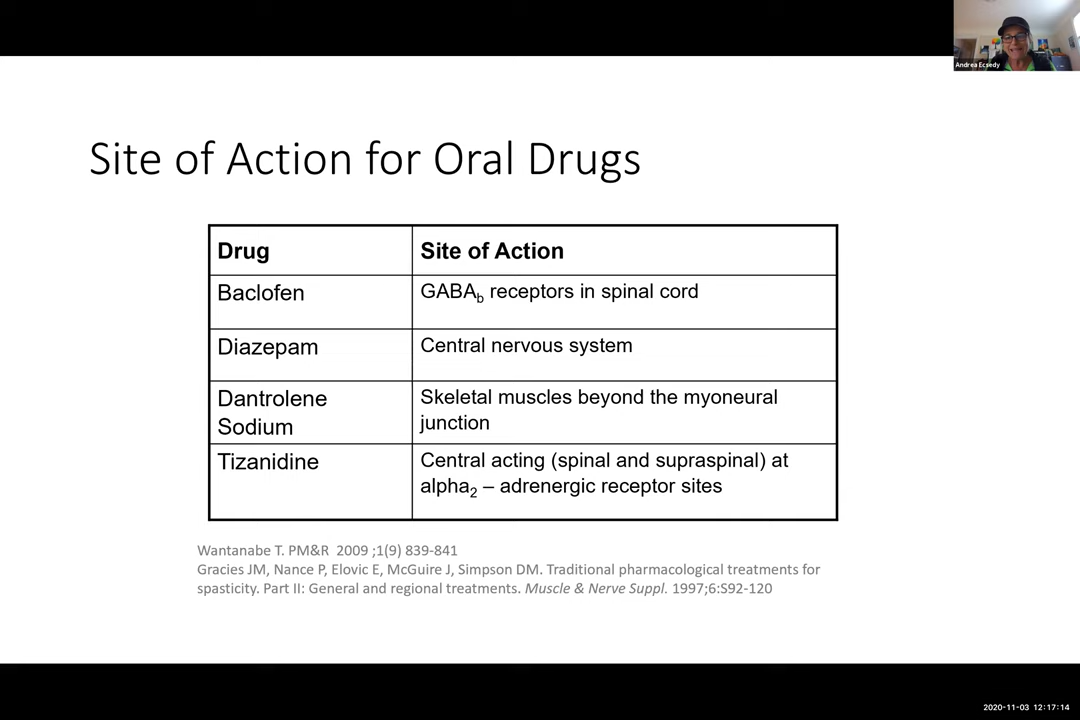 Andrea Ecsedy
Site of Action for Oral Drugs
Drug Site of Action
Baclofen GABAb receptors in spinal cord
Diazepam Central nervous system
Dantrolene Skeletal muscles beyond the myoneural
Sodium junction
Tizanidine Central acting (spinal and supraspinal) at
alpha2 – adrenergic receptor sites
Wantanabe T. PM&R 2009 ;1(9) 839-841
Gracies JM, Nance P, Elovic E, McGuire J, Simpson DM. Traditional pharmacological treatments for
spasticity. Part II: General and regional treatments. Muscle & Nerve Suppl. 1997;6:S92-120
2020-11-03 12:17:14